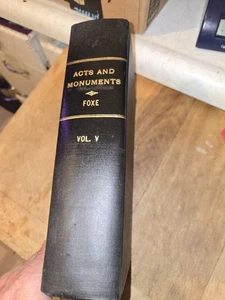 ACTS AND
MONUMENTS
FOXE
VOL. V